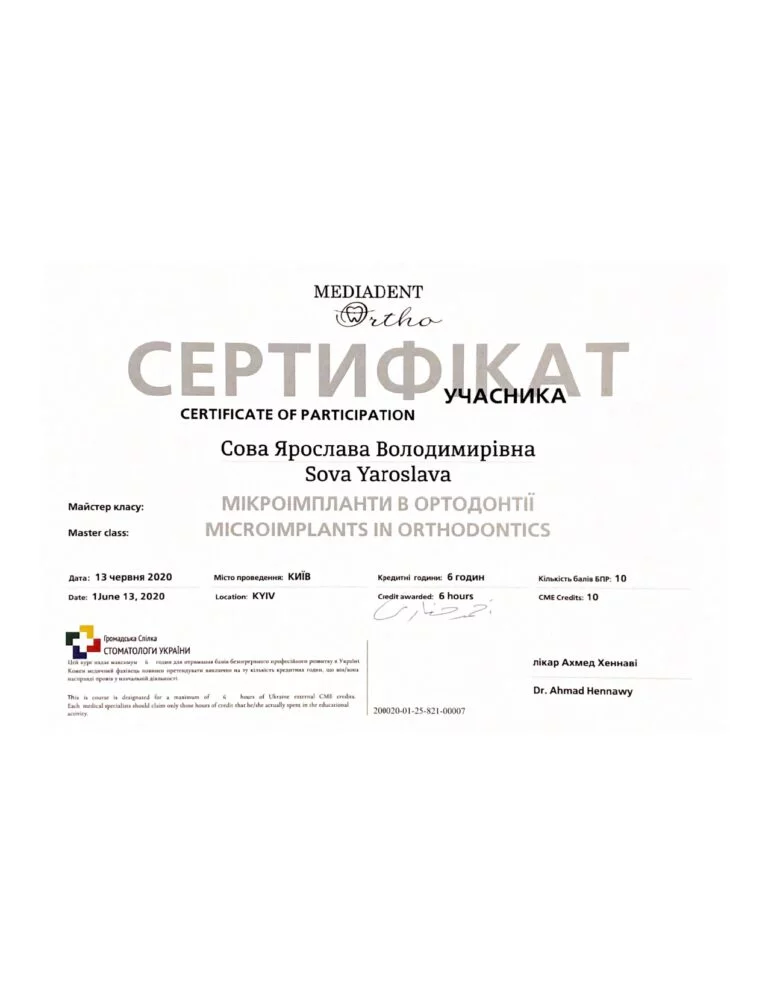 MEDIADENT
Ortho
СЕРТИФІКАТ
УЧАСНИКА
CERTIFICATE OF PARTICIPATION
Сова Ярослава Володимирівна
Sova Yaroslava
Майстер класу: МІКРОІМПЛАНТИ В ОРТОДОНТІЇ
Master class: MICROIMPLANTS IN ORTHODONTICS
Дата: 13 червня 2020 Місто проведення: КИЇВ Кредитні години: 6 годин Кількість балів БПР: 10
Date: 1June 13, 2020 Location: KYIV Credit awarded: 6 hours CME Credits: 10
Громадська Спілка
СТОМАТОЛОГИ УКРАЇНИ
Цей курс надає максимум 6 годин для отримання балів безперервного професійного розвитку в Україні
Кожен медичний фахівець повинен претендувати виключно на ту кількість кредитних годин, що він/вона
насправді провів у навчальній діяльності.
This is course is designated for a maximum of 6 hours of Ukraine external CME credits.
Each medical specialists should claim only those hours of credit that he/she actually spent in the educational
activity.
200020-01-25-821-00007
лікар Ахмед Хеннаві
Dr. Ahmad Hennawy